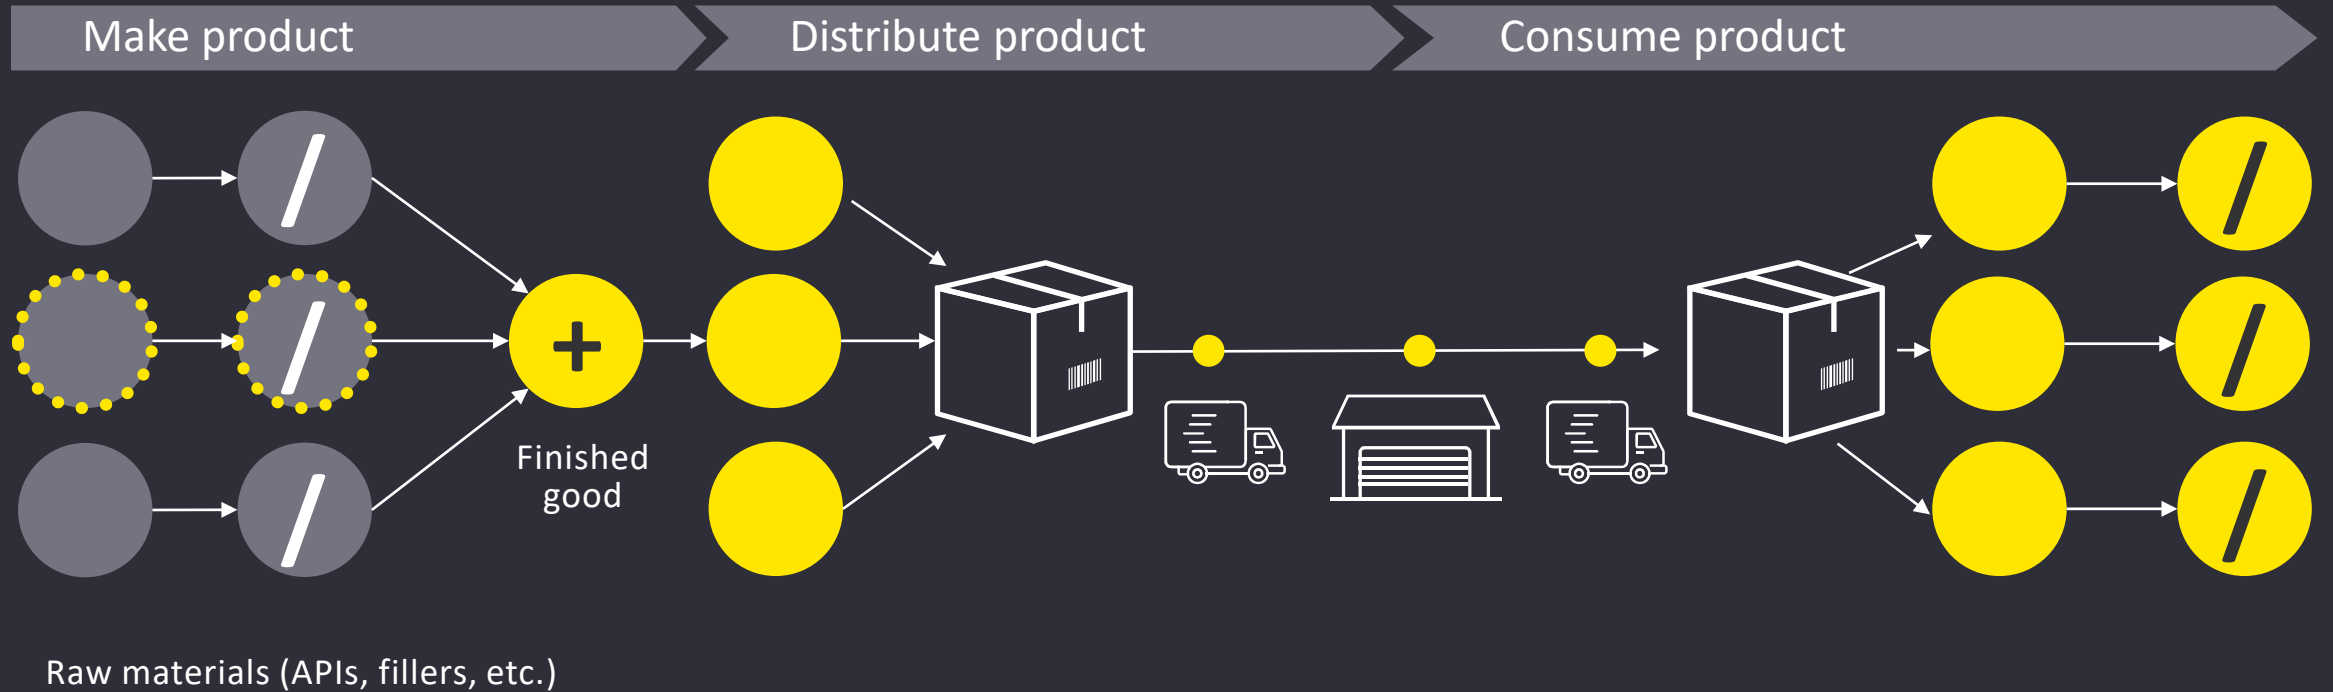 Make product
Distribute product
Consume product
Finished
good
Raw materials (APIs, fillers, etc.)